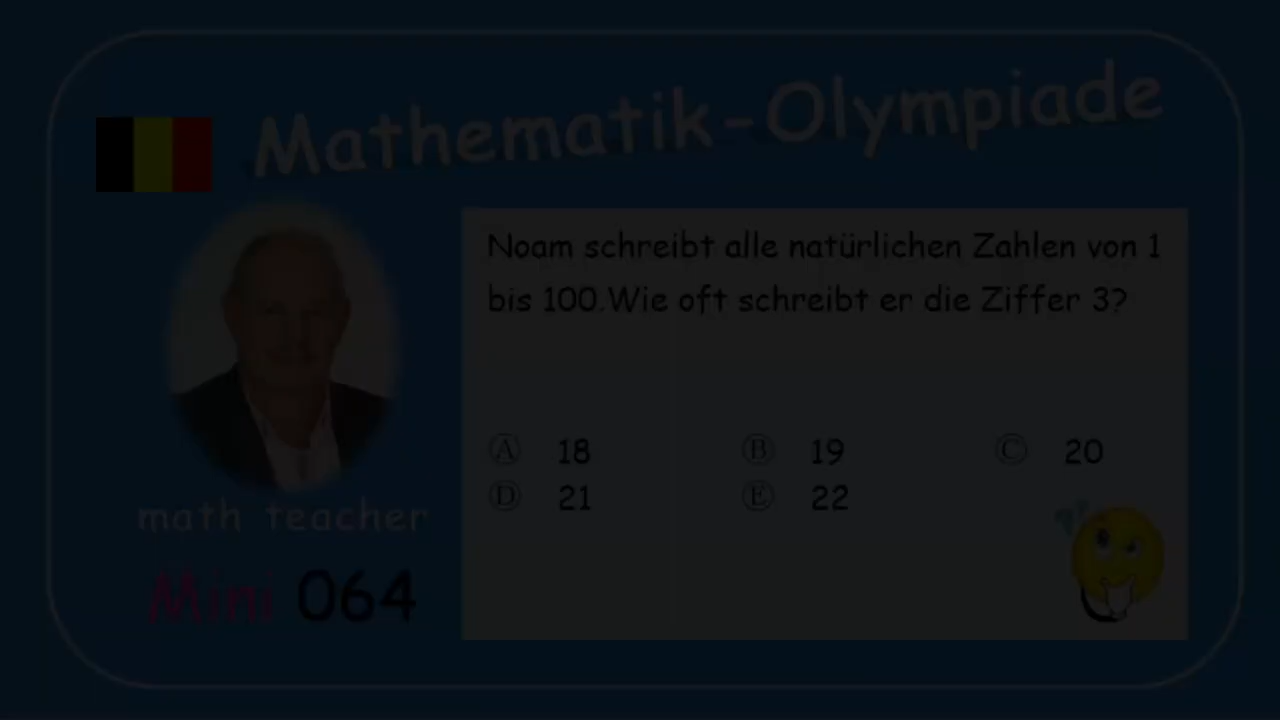 Mathematik-Olympiade
Noam schreibt alle natürlichen Zahlen von 1
bis 100.Wie oft schreibt er die Ziffer 3?
Ⓐ 18 Ⓑ 19 Ⓒ 20
Ⓓ 21 Ⓔ 22
math teacher
Mini 064